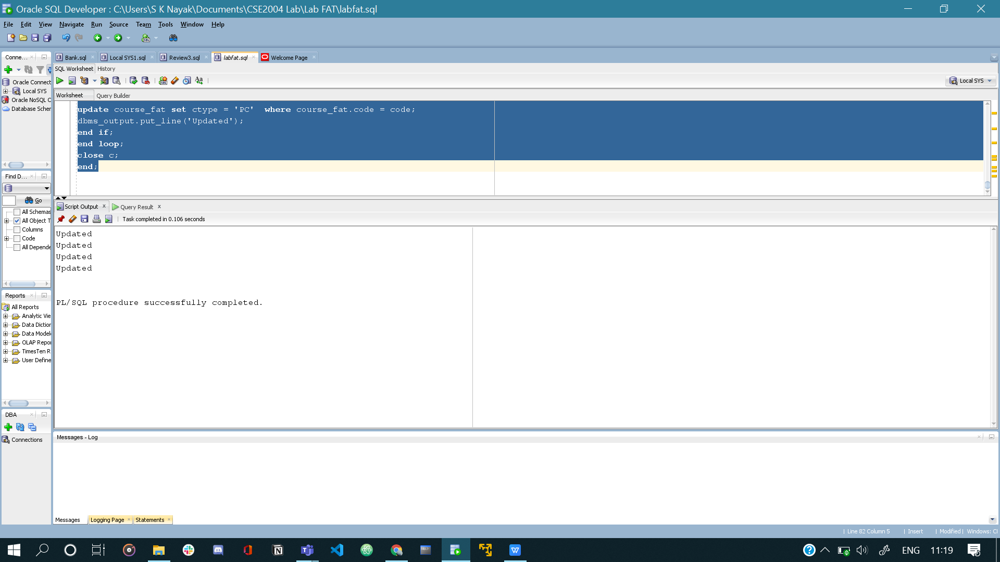 Oracle SQL Developer : C:\Users\S K Nayak\Documents\CSE2004 Lab\Lab FAT\labfat.sql
File Edit View Navigate Run Source Team Tools Window Help
Conne...
Bank.sql Local SYS1.sql Review3.sql labfat.sql Welcome Page
SQL Worksheet History
Local SYS
Worksheet Query Builder
Oracle Connect
Local SYS
Oracle NoSQL C
Database Scher
update course_fat set ctype = 'PC'  where course_fat.code = code;
dbms_output.put_line('Updated');
end if;
end loop;
close c;
end;
Find D...
Go
All Schemas
All Object T
Columns
Code
All Depende
Script Output Query Result
Task completed in 0.106 seconds
Updated
Updated
Updated
Updated
PL/SQL procedure successfully completed.
Reports
All Reports
Analytic Vie
Data Diction
Data Modele
OLAP Repor
TimesTen R
User Define
DBA
Connections
Messages - Log
Messages Logging Page Statements
Line 82 Column 5 Insert Modified Windows: Cl
ENG 11:19